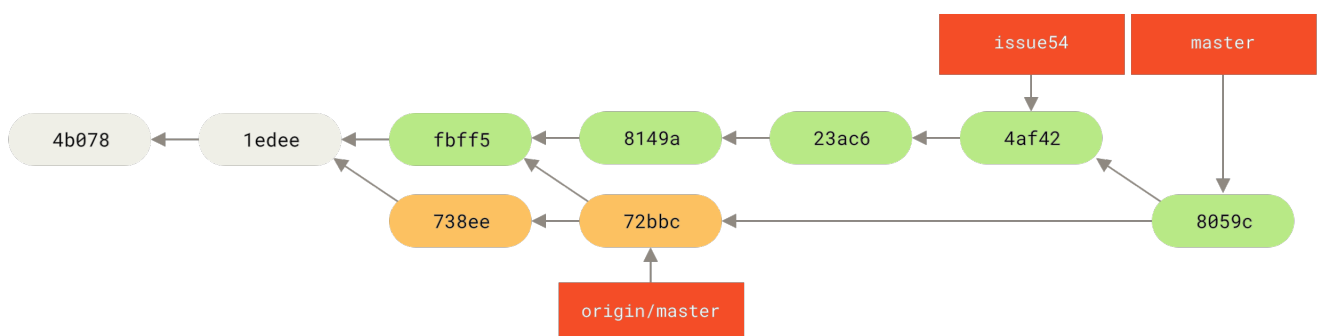 issue54
master
4b078
1edee
fbff5
8149a
23ac6
4af42
738ee
72bbc
8059c
origin/master